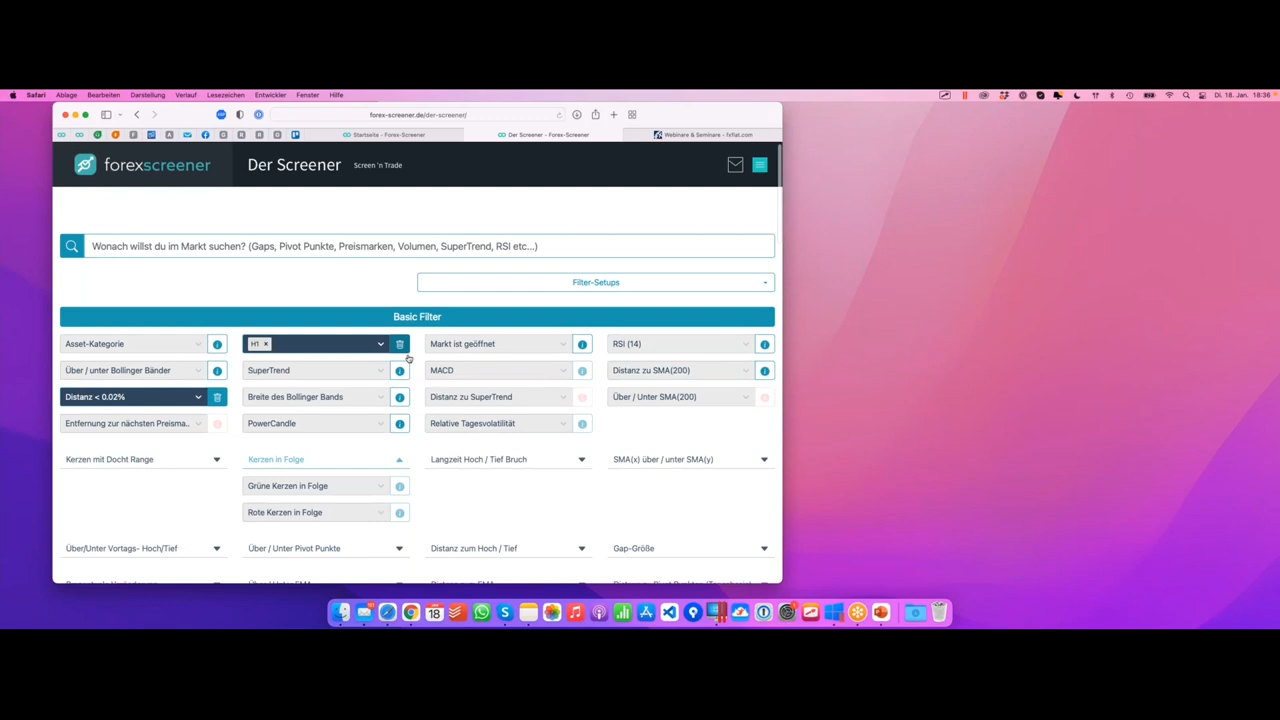 Safari Ablage Bearbeiten Darstellung Verlauf Lesezeichen Entwickler Fenster Hilfe Di. 18. Jan. 18:36
forex-screener.de/der-screener/
Startseite - Forex-Screener Der Screener - Forex-Screener Webinare & Seminare - fxflat.com
forexscreener Der Screener Screen 'n Trade
Wonach willst du im Markt suchen? (Gaps, Pivot Punkte, Preismarken, Volumen, SuperTrend, RSI etc...)
Filter-Setups
Basic Filter
Asset-Kategorie H1 × Markt ist geöffnet RSI (14)
Über / unter Bollinger Bänder SuperTrend MACD Distanz zu SMA(200)
Distanz < 0.02% Breite des Bollinger Bands Distanz zu SuperTrend Über / Unter SMA(200)
Entfernung zur nächsten Preisma.. PowerCandle Relative Tagesvolatilität
Kerzen mit Docht Range Kerzen in Folge Langzeit Hoch / Tief Bruch SMA(x) über / unter SMA(y)
Grüne Kerzen in Folge
Rote Kerzen in Folge
Über/Unter Vortags- Hoch/Tief Über / Unter Pivot Punkte Distanz zum Hoch / Tief Gap-Größe
18